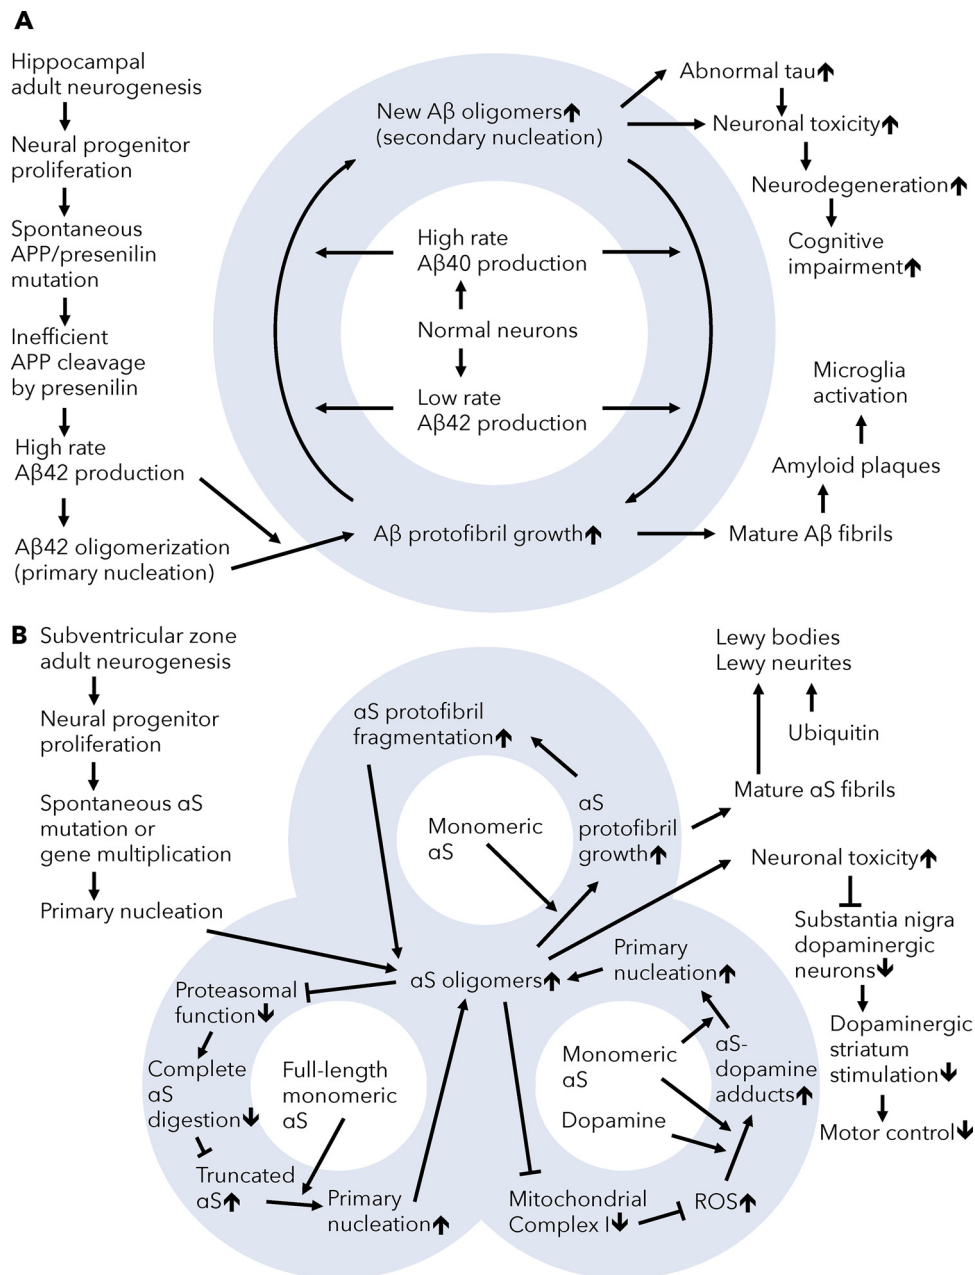 A
Hippocampal
adult neurogenesis
Neural progenitor
proliferation
Spontaneous
APP/presenilin
mutation
Inefficient
APP cleavage
by presenilin
High rate
Aβ42 production
Aβ42 oligomerization
(primary nucleation)
New Aβ oligomers
(secondary nucleation)
High rate
Aβ40 production
Normal neurons
Low rate
Aβ42 production
Aβ protofibril growth
Abnormal tau
Neuronal toxicity
Neurodegeneration
Cognitive
impairment
Microglia
activation
Amyloid plaques
Mature Aβ fibrils
B
Subventricular zone
adult neurogenesis
Neural progenitor
proliferation
Spontaneous αS
mutation or
gene multiplication
Primary nucleation
αS protofibril
fragmentation
Monomeric
αS
αS
protofibril
growth
αS oligomers
Proteasomal
function
Complete
αS
digestion
Truncated
αS
Full-length
monomeric
αS
Primary
nucleation
Primary
nucleation
Monomeric
αS
Dopamine
αS-
dopamine
adducts
Mitochondrial
Complex I
ROS
Lewy bodies
Lewy neurites
Ubiquitin
Mature αS fibrils
Neuronal toxicity
Substantia nigra
dopaminergic
neurons
Dopaminergic
striatum
stimulation
Motor control